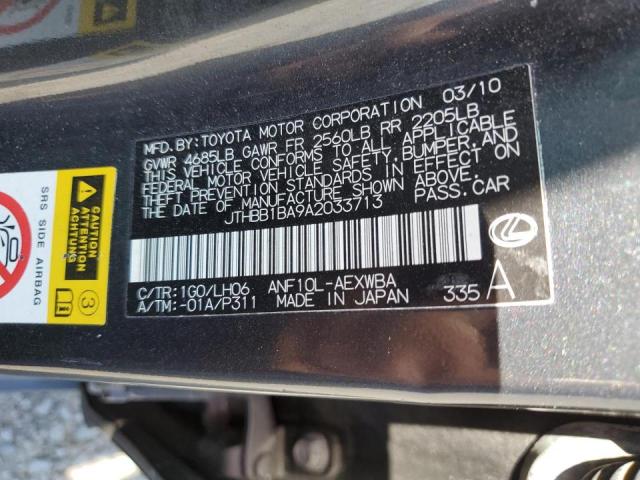 MFD.BY:TOYOTA MOTOR CORPORATION 03/10
GVWR 4685LB GAWR FR 2560LB RR 2205LB
THIS VEHICLE CONFORMS TO ALL APPLICABLE
FEDERAL MOTOR VEHICLE SAFETY, BUMPER, AND
THEFT PREVENTION STANDARDS IN EFFECT ON
THE DATE OF MANUFACTURE SHOWN ABOVE.
JTHBB1BA9A2033713 PASS.CAR
C/TR:1G0/LH06 ANF10L-AEXWBA
A/TM:-01A/P311 MADE IN JAPAN 335 A
SRS SIDE AIRBAG
CAUTION
ATTENTION
ACHTUNG
3